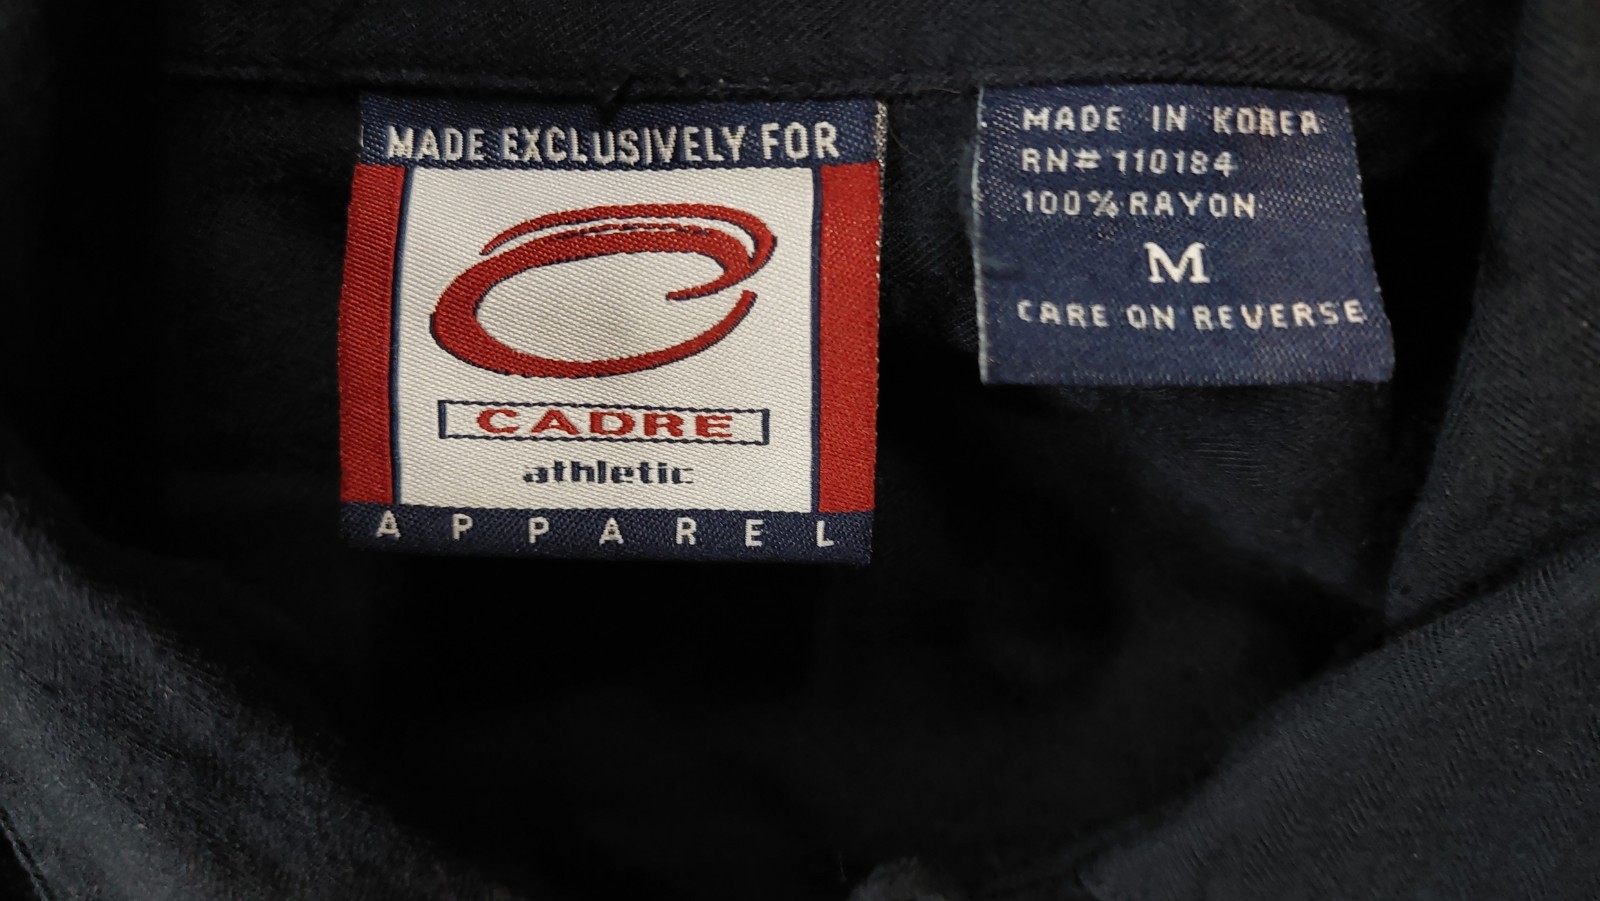 MADE EXCLUSIVELY FOR
CADRE
athletic
APPAREL
MADE IN KOREA
RN# 110184
100% RAYON
M
CARE ON REVERSE